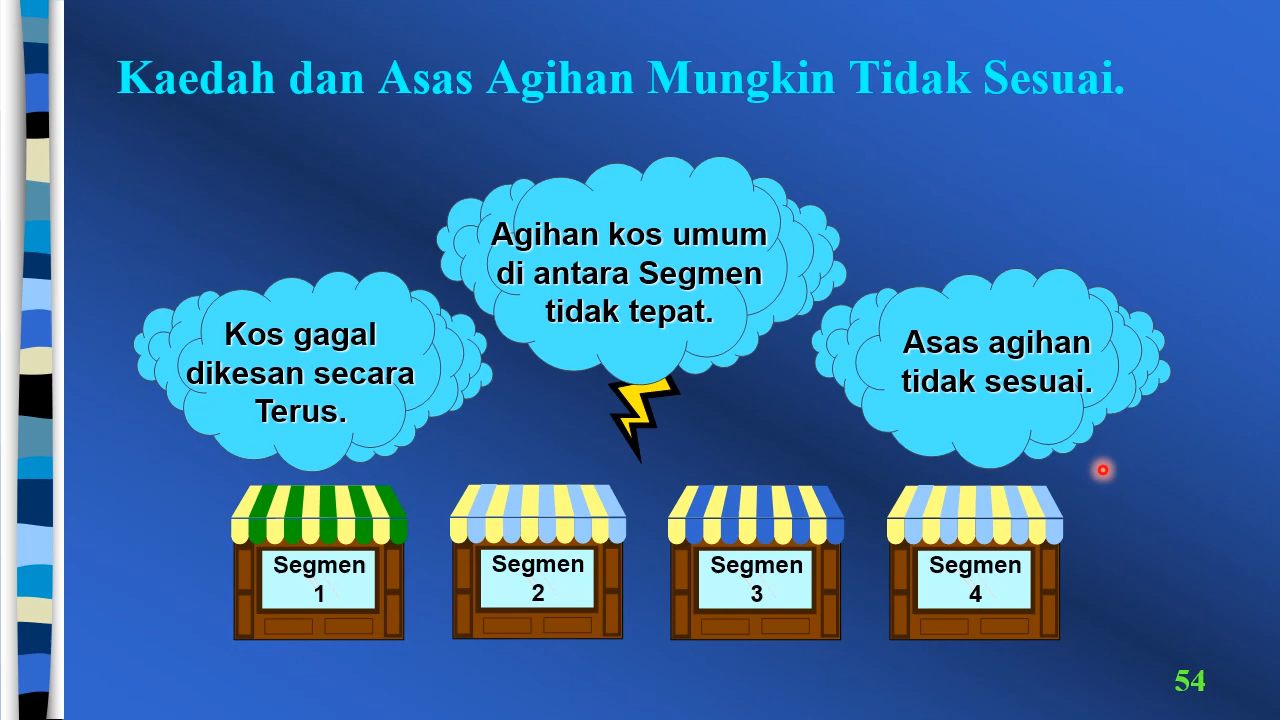 Kaedah dan Asas Agihan Mungkin Tidak Sesuai.
Agihan kos umum
di antara Segmen
tidak tepat.
Kos gagal
dikesan secara
Terus.
Asas agihan
tidak sesuai.
Segmen
1
Segmen
2
Segmen
3
Segmen
4
54